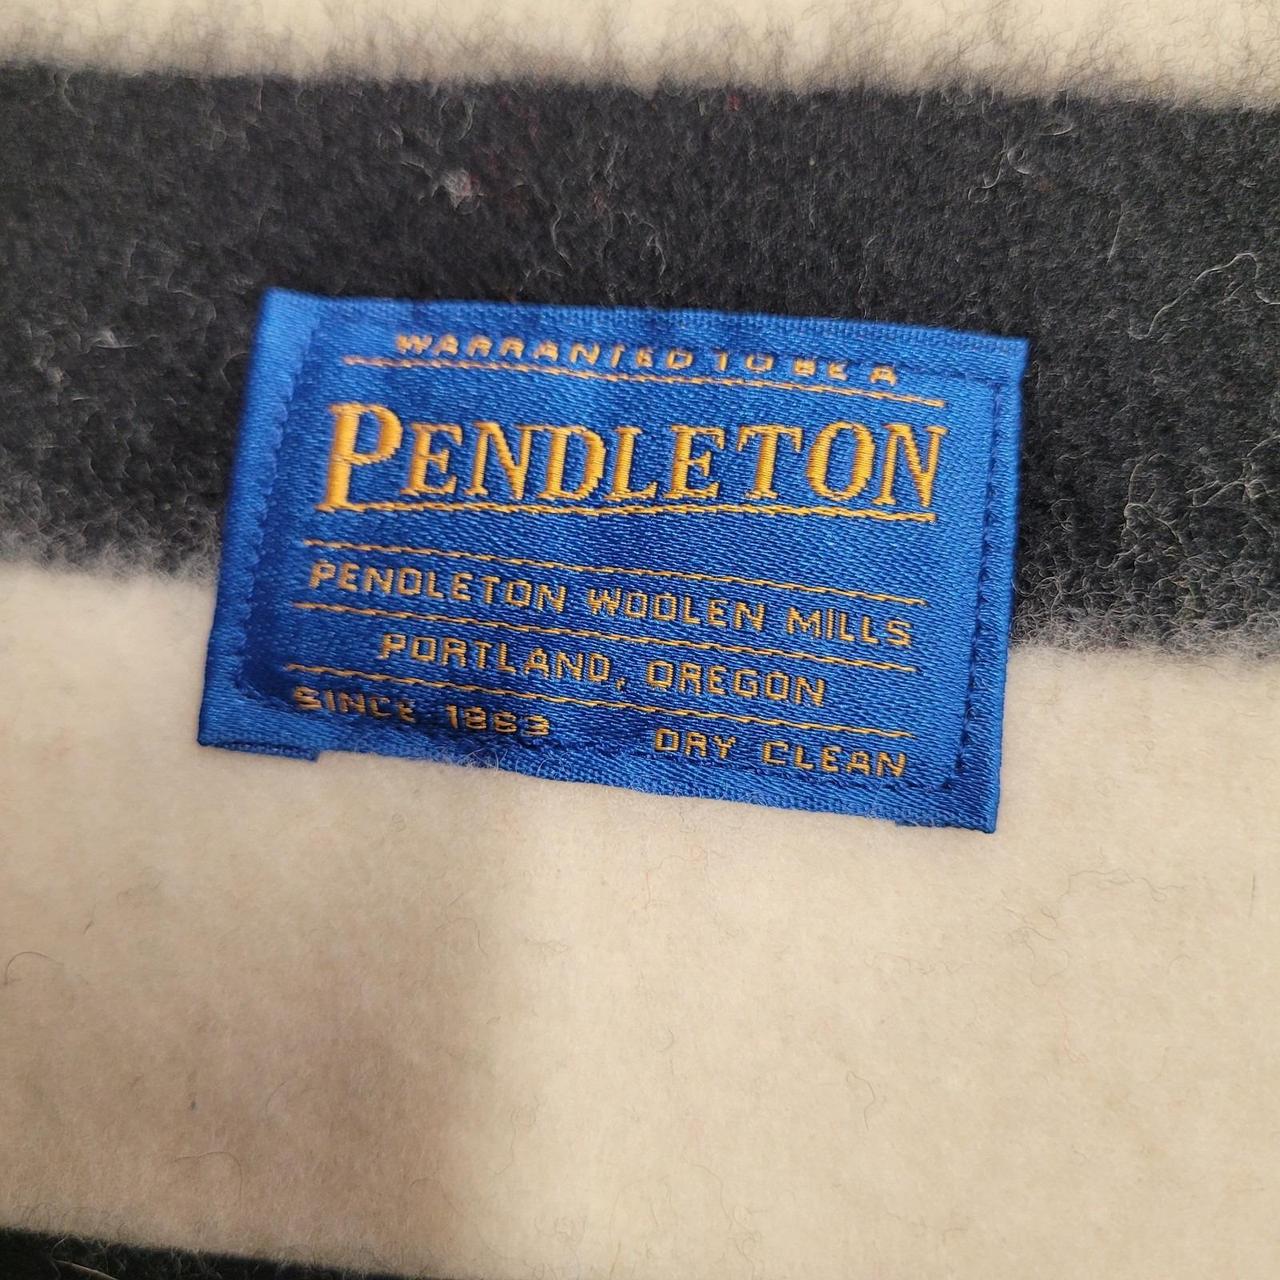 WARRANTED TO BE A
PENDLETON
PENDLETON WOOLEN MILLS
PORTLAND, OREGON
SINCE 1863 DRY CLEAN